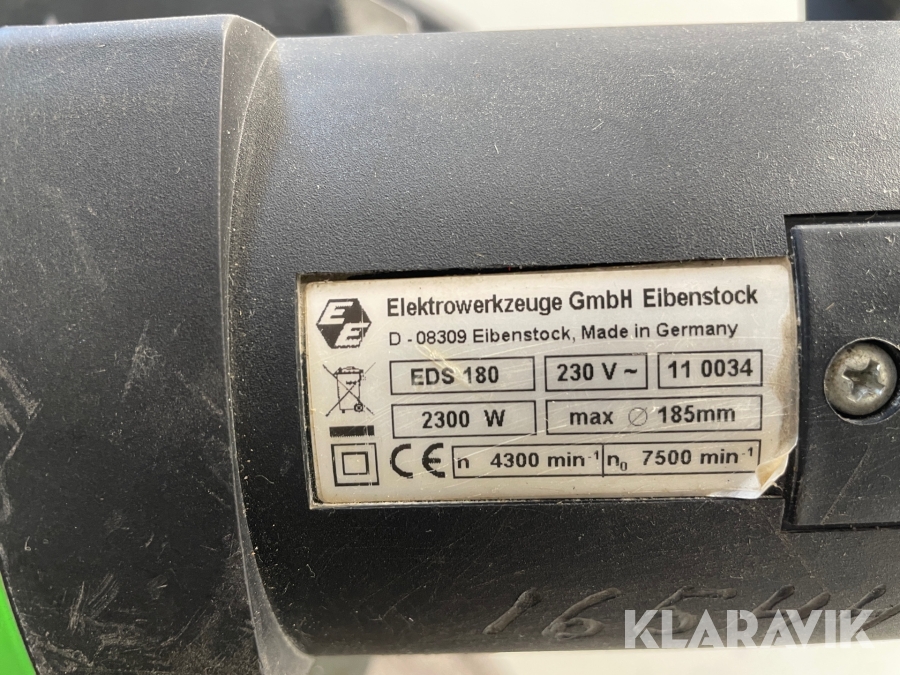 EE
Elektrowerkzeuge GmbH Eibenstock
D - 08309 Eibenstock, Made in Germany
EDS 180 230 V ~ 11 0034
2300 W max ∅ 185mm
CE n 4300 min⁻¹ n₀ 7500 min⁻¹
KLARAVIK